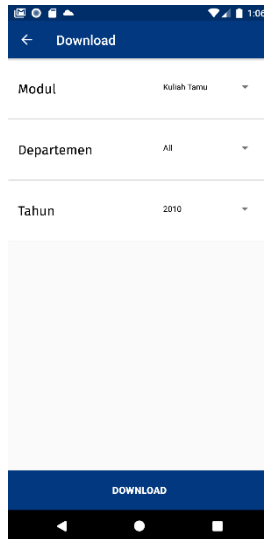 1:06
Download
Modul Kuliah Tamu
Departemen All
Tahun 2010
DOWNLOAD